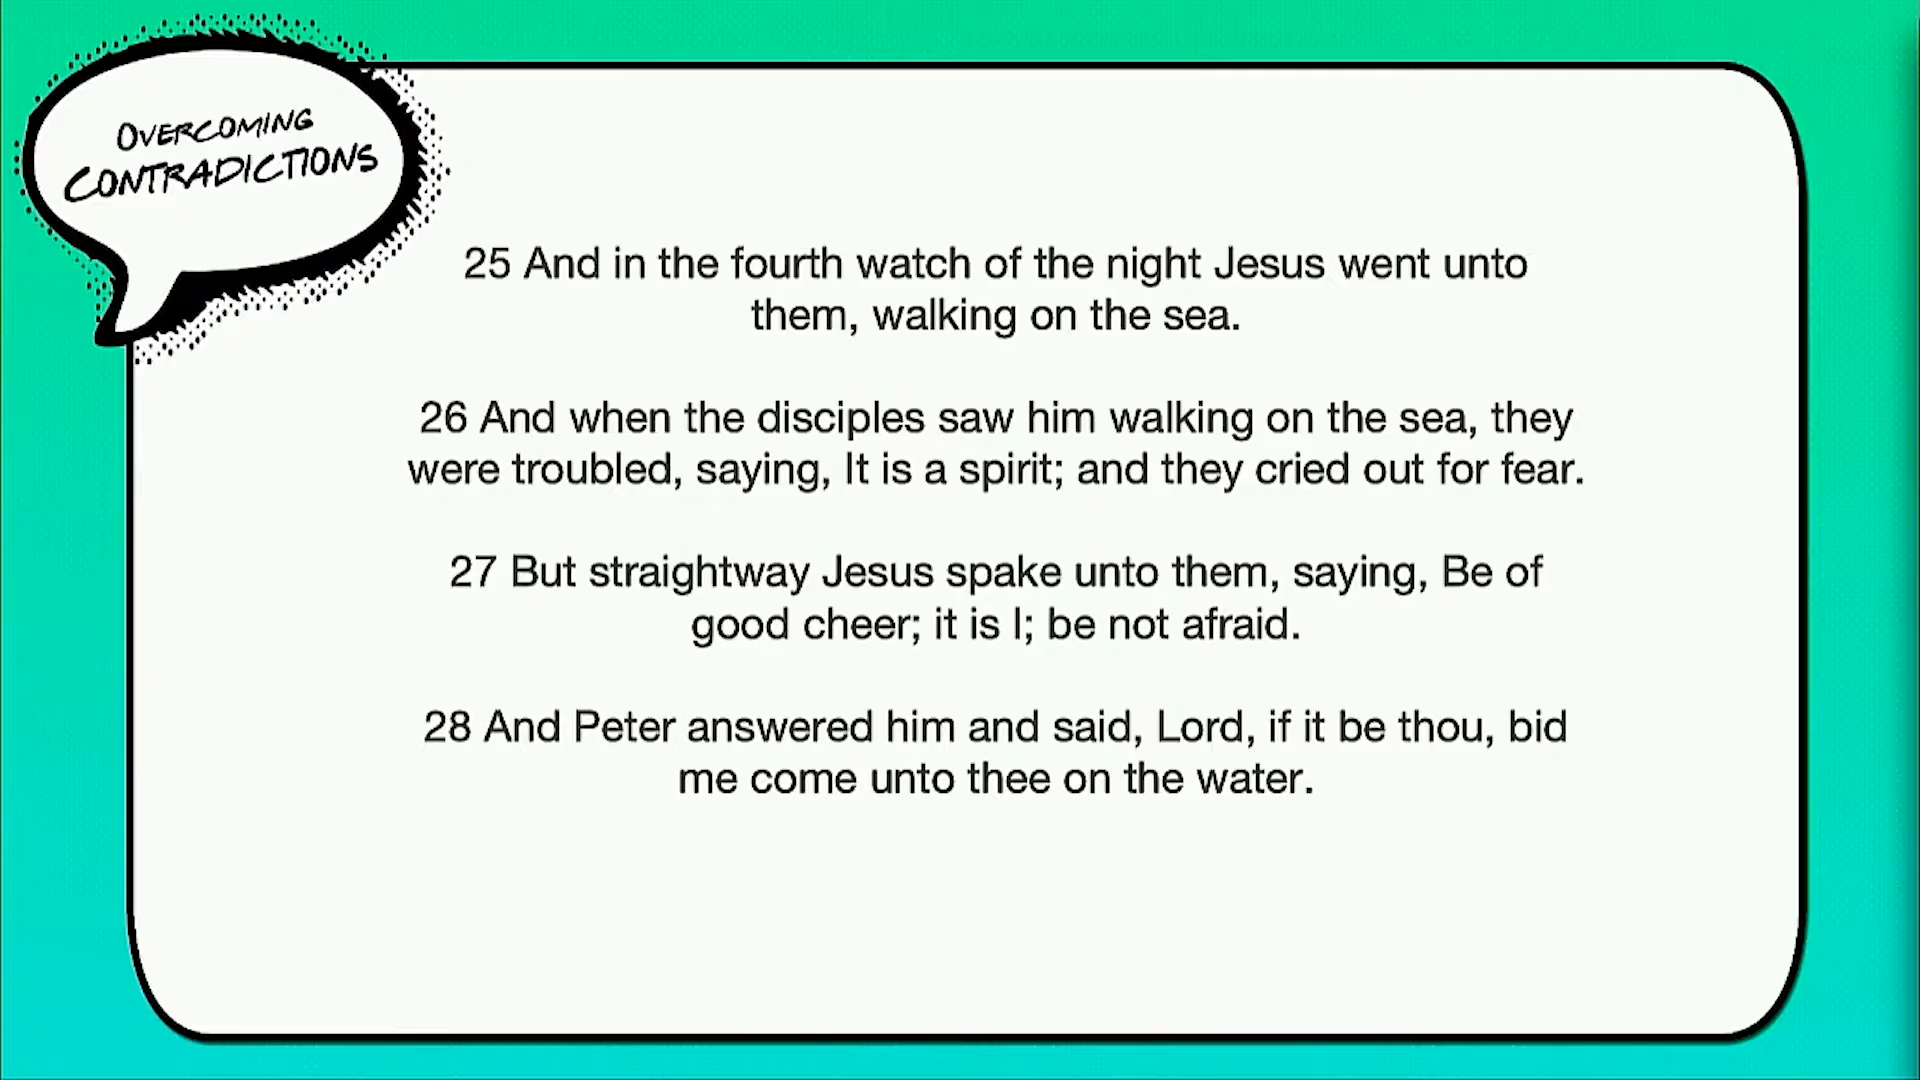 OVERCOMING
CONTRADICTIONS
25 And in the fourth watch of the night Jesus went unto
them, walking on the sea.
26 And when the disciples saw him walking on the sea, they
were troubled, saying, It is a spirit; and they cried out for fear.
27 But straightway Jesus spake unto them, saying, Be of
good cheer; it is I; be not afraid.
28 And Peter answered him and said, Lord, if it be thou, bid
me come unto thee on the water.